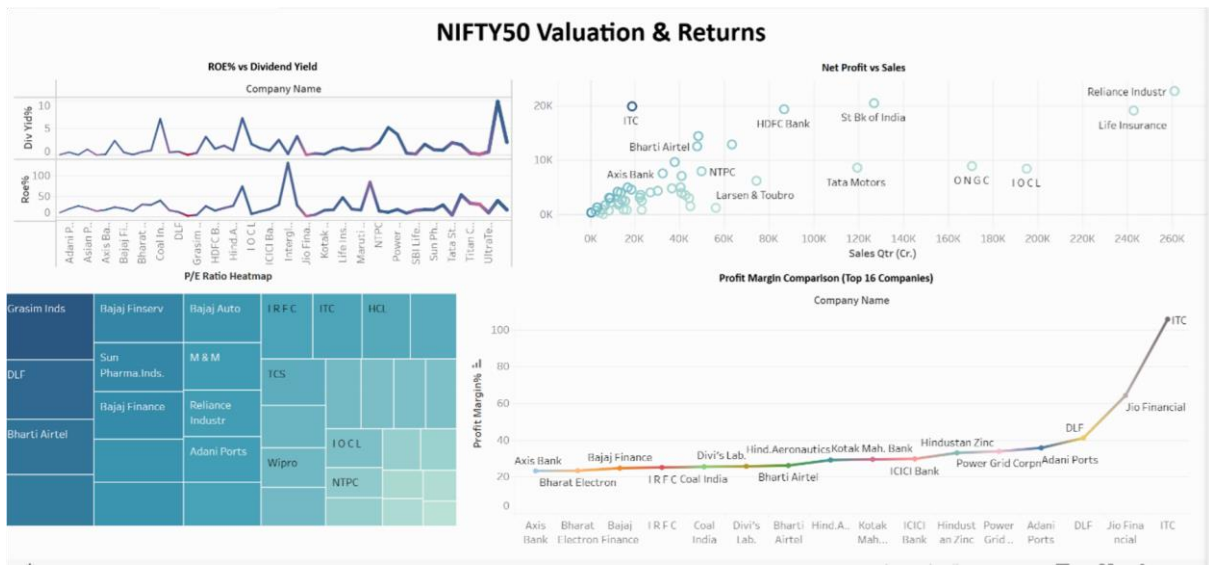 NIFTY50 Valuation & Returns
ROE% vs Dividend Yield
Company Name
Div Yld%
10
5
0
Roe%
100
50
0
Adani P..
Asian P..
Axis Ba..
Bajaj Fi..
Bharat ..
Coal In..
DLF
Grasim ..
HDFC B..
Hind.A..
I O C L
ICICI Ba..
Intergl..
Jio Fina..
Kotak ..
Life Ins..
Maruti ..
NTPC
Power ..
SBI Life..
Sun Ph..
Tata St..
Titan C..
UltraTe..
Net Profit vs Sales
20K
10K
0K
ITC
HDFC Bank
St Bk of India
Reliance Industr
Life Insurance
Bharti Airtel
Axis Bank
NTPC
Larsen & Toubro
Tata Motors
O N G C
I O C L
0K 20K 40K 60K 80K 100K 120K 140K 160K 180K 200K 220K 240K 260K
Sales Qtr (Cr.)
P/E Ratio Heatmap
Grasim Inds
DLF
Bharti Airtel
Bajaj Finserv
Sun
Pharma.Inds.
Bajaj Finance
Bajaj Auto
M & M
Reliance
Industr
Adani Ports
I R F C
ITC
HCL
TCS
Wipro
I O C L
NTPC
Profit Margin Comparison (Top 16 Companies)
Company Name
Profit Margin%
100
80
60
40
20
0
Axis Bank
Bharat Electron
Bajaj Finance
I R F C
Coal India
Divi's Lab.
Bharti Airtel
Hind.Aeronautics
Kotak Mah. Bank
ICICI Bank
Hindustan Zinc
Power Grid Corpn
Adani Ports
DLF
Jio Financial
ITC
Axis Bharat Bajaj I R F C Coal Divi's Bharti Hind.A.. Kotak ICICI Hindust Power Adani DLF Jio Fina ITC
Bank Electron Finance India Lab. Airtel Mah... Bank an Zinc Grid .. Ports ncial